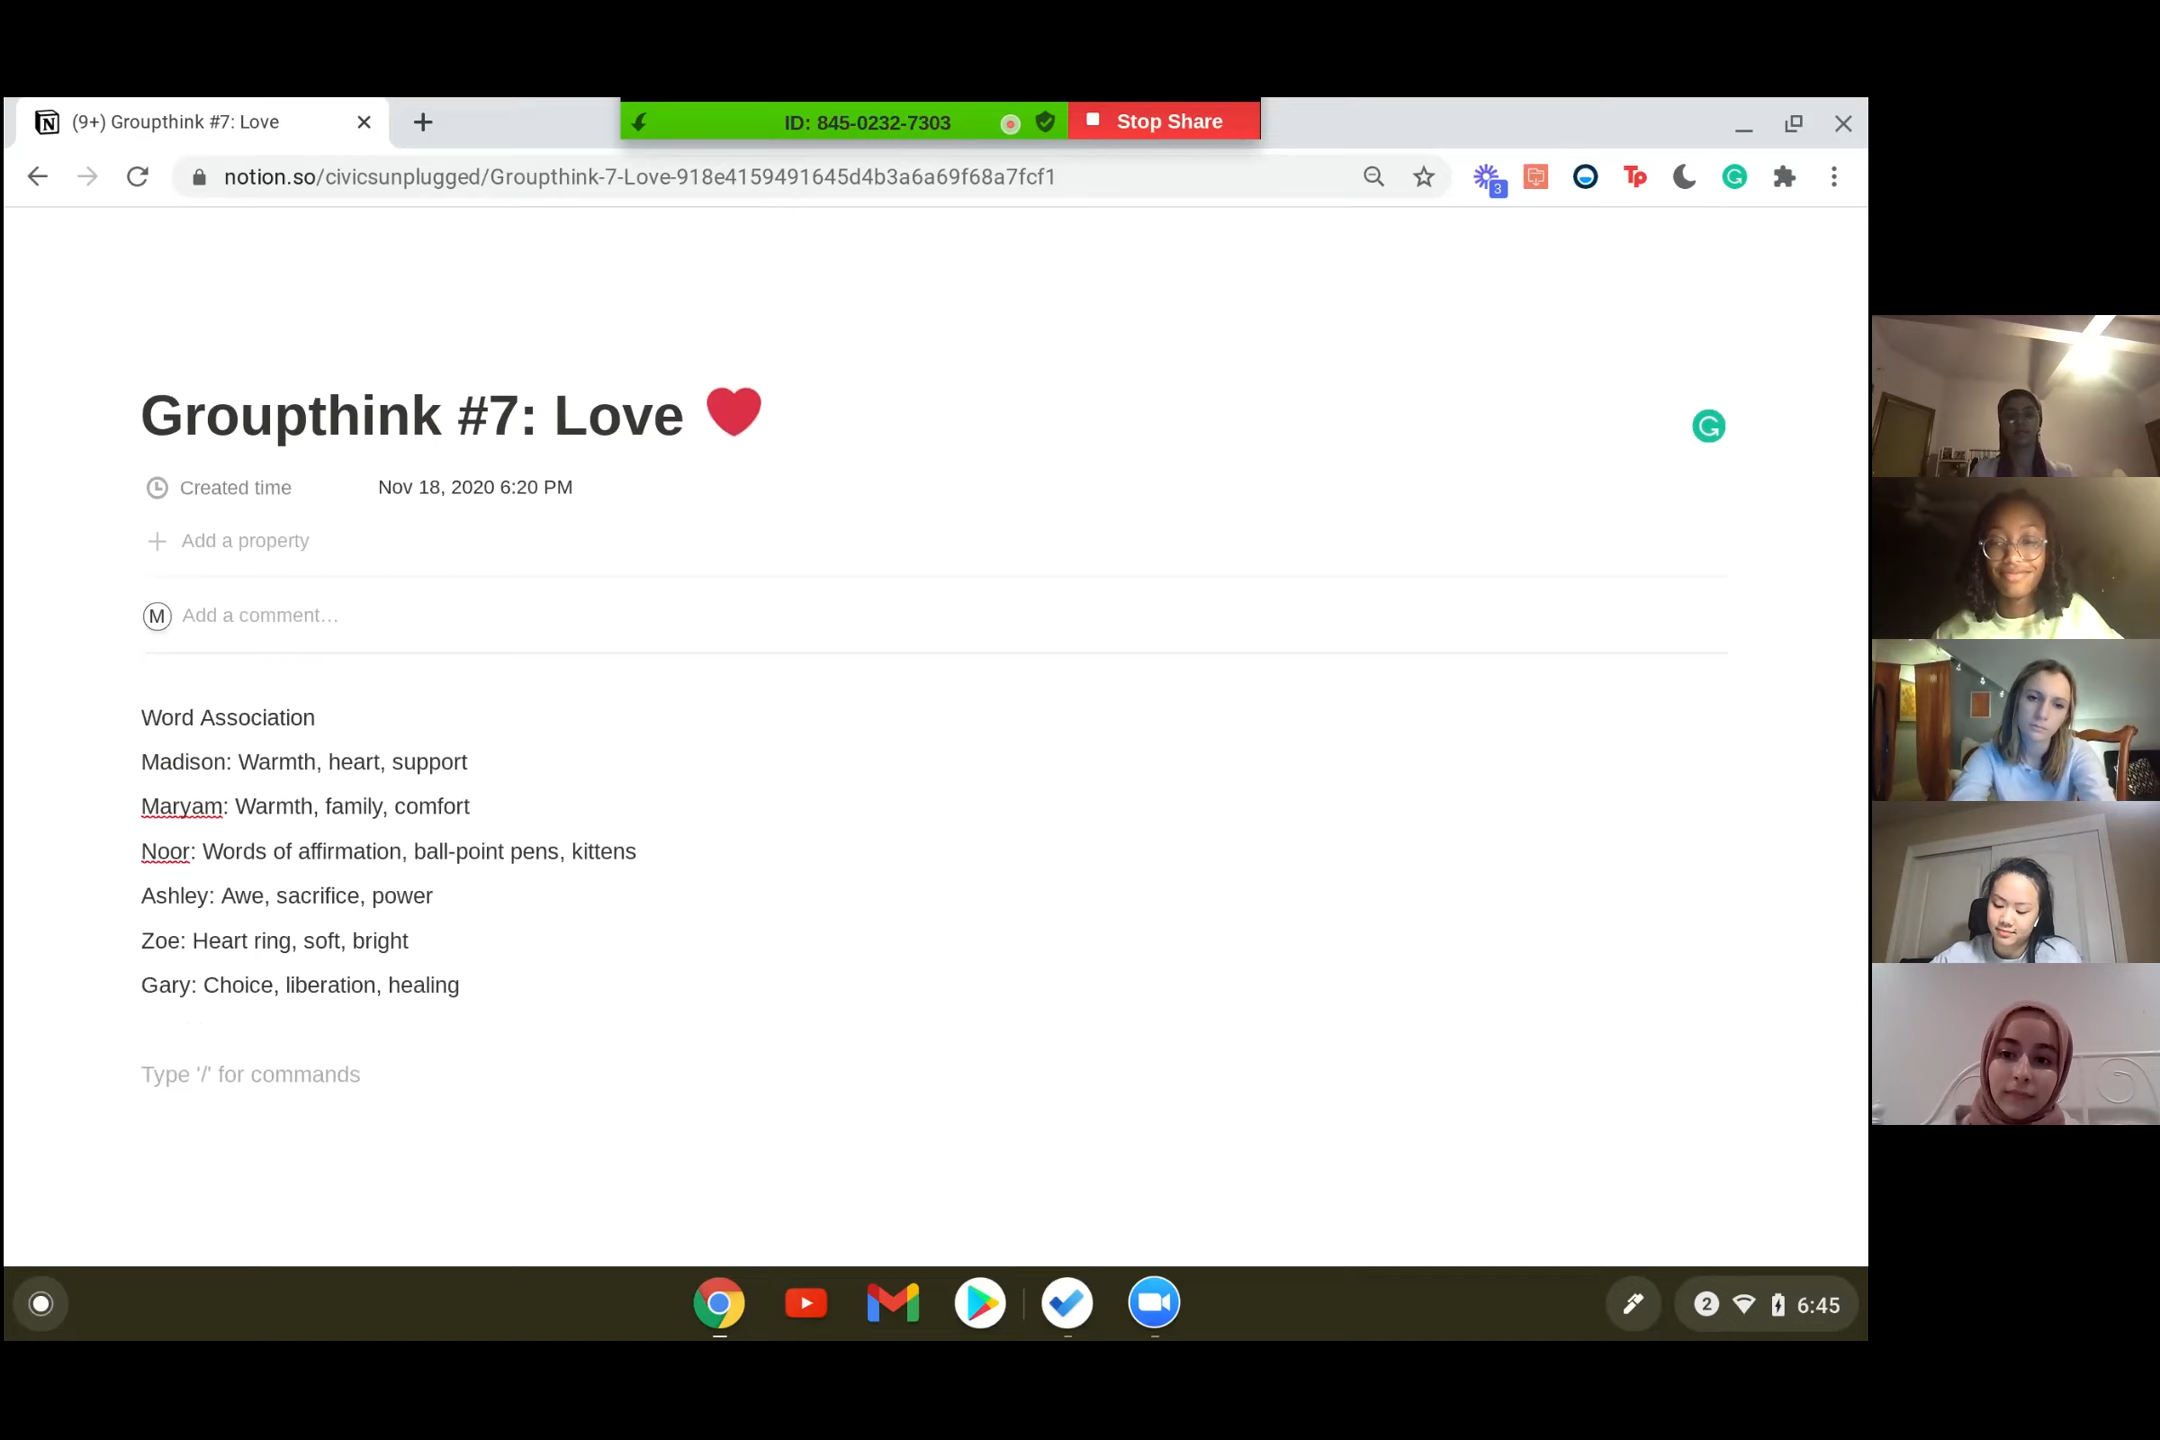 (9+) Groupthink #7: Love
ID: 845-0232-7303
Stop Share
notion.so/civicsunplugged/Groupthink-7-Love-918e4159491645d4b3a6a69f68a7fcf1
3
Tp
Groupthink #7: Love ❤️
Created time Nov 18, 2020 6:20 PM
Add a property
M Add a comment…
Word Association
Madison: Warmth, heart, support
Maryam: Warmth, family, comfort
Noor: Words of affirmation, ball-point pens, kittens
Ashley: Awe, sacrifice, power
Zoe: Heart ring, soft, bright
Gary: Choice, liberation, healing
Type '/' for commands
2 6:45